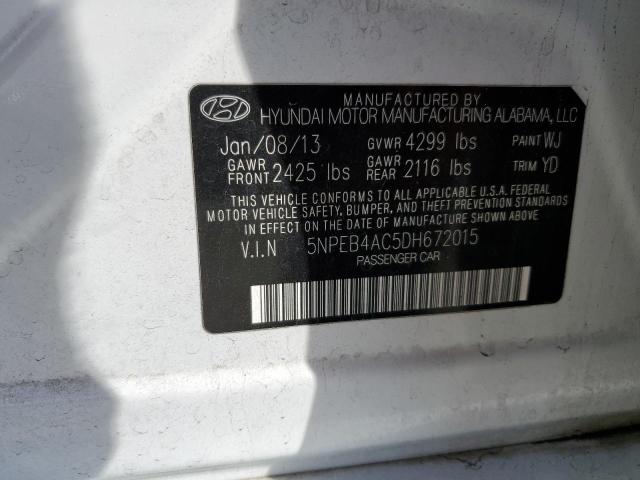 MANUFACTURED BY
HYUNDAI MOTOR MANUFACTURING ALABAMA, LLC
Jan/08/13 GVWR 4299 lbs PAINT WJ
GAWR FRONT 2425 lbs GAWR REAR 2116 lbs TRIM YD
THIS VEHICLE CONFORMS TO ALL APPLICABLE U.S.A. FEDERAL
MOTOR VEHICLE SAFETY, BUMPER, AND THEFT PREVENTION STANDARDS
IN EFFECT ON THE DATE OF MANUFACTURE SHOWN ABOVE.
V.I.N 5NPEB4AC5DH672015
PASSENGER CAR